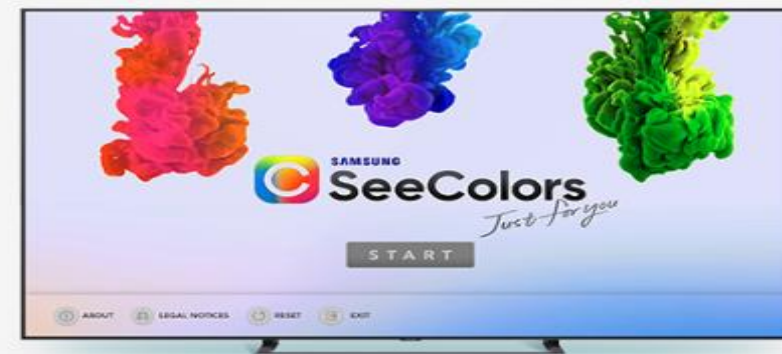 SAMSUNG
SeeColors
Just for you
START
ABOUT LEGAL NOTICES RESET EXIT